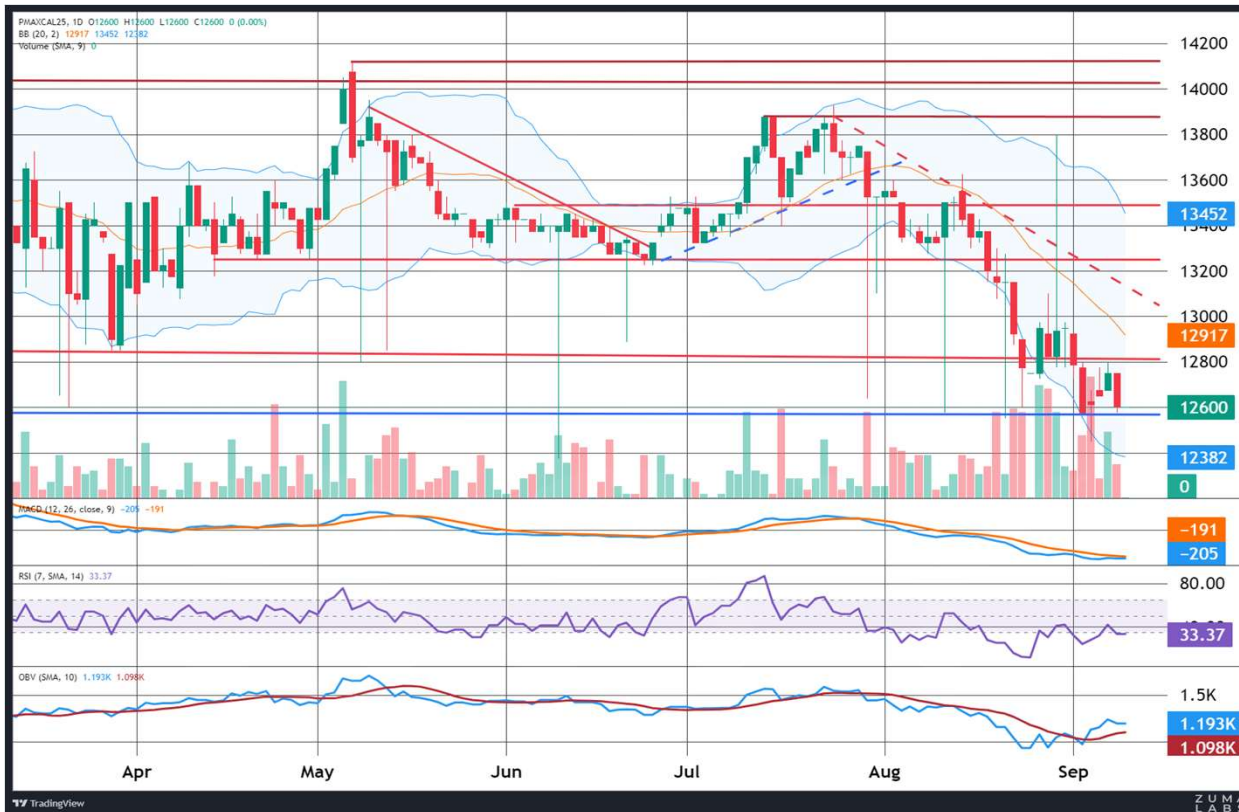 PMAXCAL25, 1D O12600 H12600 L12600 C12600 0 (0.00%)
BB (20, 2) 12917 13452 12382
Volume (SMA, 9) 0
14200
14000
13800
13600
13452
13400
13200
13000
12917
12800
12600
12382
0
MACD (12, 26, close, 9) −205 −191
−191
−205
RSI (7, SMA, 14) 33.37
80.00
33.37
OBV (SMA, 10) 1.193K 1.098K
1.5K
1.193K
1.098K
Apr May Jun Jul Aug Sep
TradingView